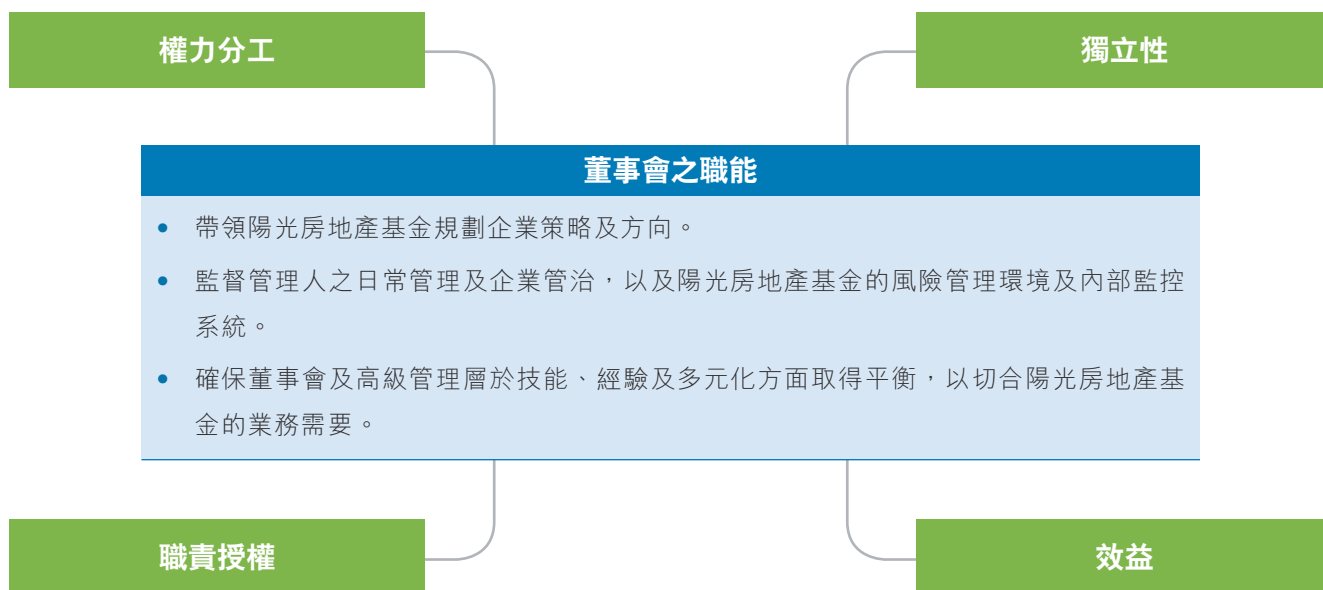 權力分工
獨立性
董事會之職能
• 帶領陽光房地產基金規劃企業策略及方向。
• 監督管理人之日常管理及企業管治，以及陽光房地產基金的風險管理環境及內部監控
系統。
• 確保董事會及高級管理層於技能、經驗及多元化方面取得平衡，以切合陽光房地產基
金的業務需要。
職責授權
效益